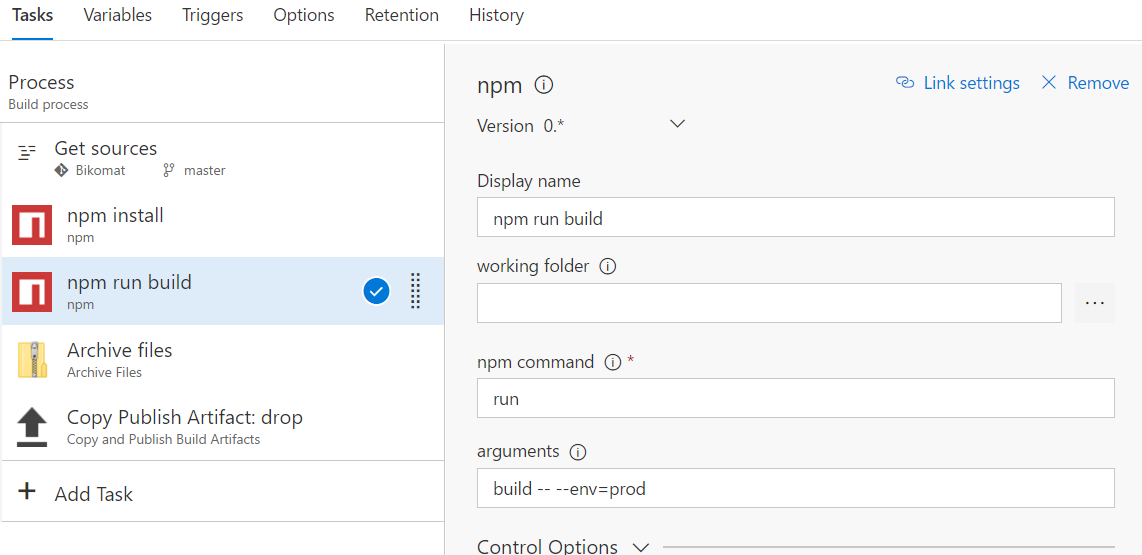 Tasks Variables Triggers Options Retention History
Process
Build process
Get sources
Bikomat master
npm install
npm
npm run build
npm
Archive files
Archive Files
Copy Publish Artifact: drop
Copy and Publish Build Artifacts
Add Task
npm Link settings Remove
Version 0.*
Display name
npm run build
working folder
...
npm command *
run
arguments
build -- --env=prod
Control Options